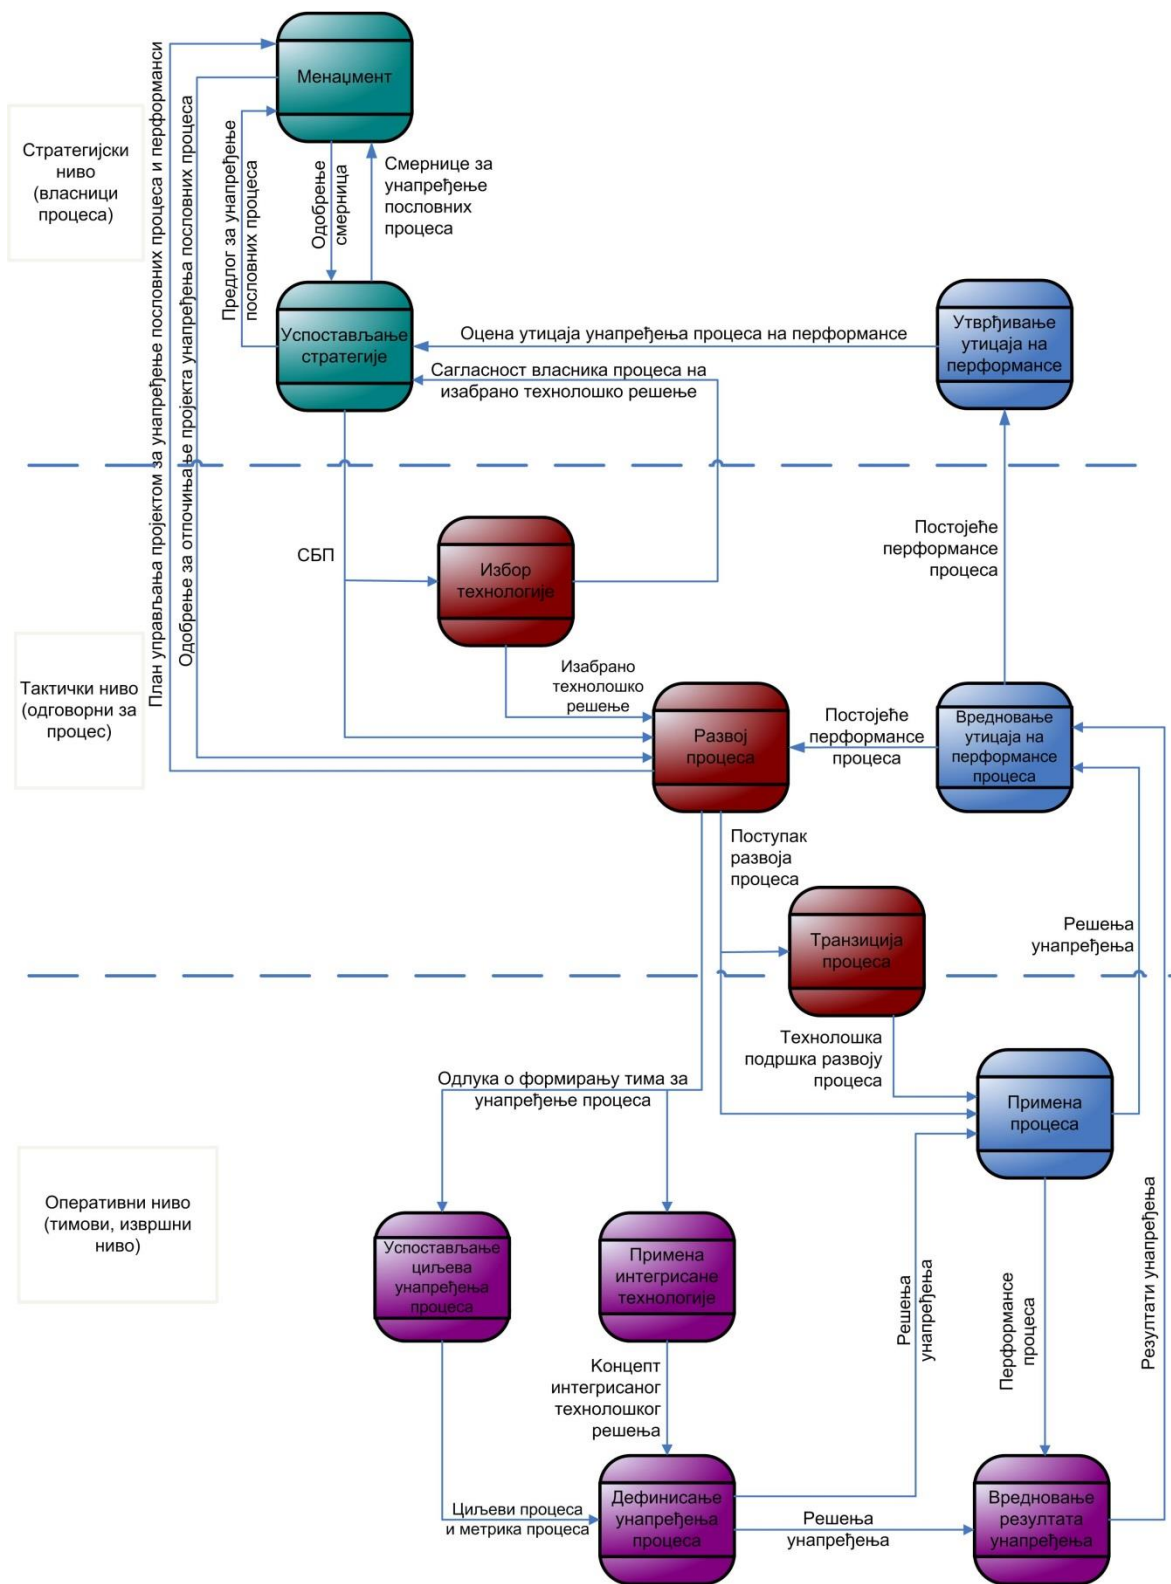 Менаџмент
План управљања пројектом за унапређење пословних процеса и перформанси
Одобрење за отпочињање пројекта унапређења пословних процеса
Стратегијски
ниво
(власници
процеса)
Предлог за унапређење
пословних процеса
Одобрење
смерница
Смернице за
унапређење
пословних
процеса
Успостављање
стратегије
Оцена утицаја унапређења процеса на перформансе
Утврђивање
утицаја на
перформансе
Сагласност власника процеса на
изабрано технолошко решење
СБП
Избор
технологије
Постојеће
перформансе
процеса
Тактички ниво
(одговорни за
процес)
Изабрано
технолошко
решење
Развој
процеса
Постојеће
перформансе
процеса
Вредновање
утицаја на
перформансе
процеса
Поступак
развоја
процеса
Транзиција
процеса
Решења
унапређења
Технолошка
подршка развоју
процеса
Одлука о формирању тима за
унапређење процеса
Примена
процеса
Оперативни ниво
(тимови, извршни
ниво)
Успостављање
циљева
унапређења
процеса
Примена
интегрисане
технологије
Решења
унапређења
Перформансе
процеса
Резултати унапређења
Концепт
интегрисаног
технолошког
решења
Циљеви процеса
и метрика процеса
Дефинисање
унапређења
процеса
Решења
унапређења
Вредновање
резултата
унапређења